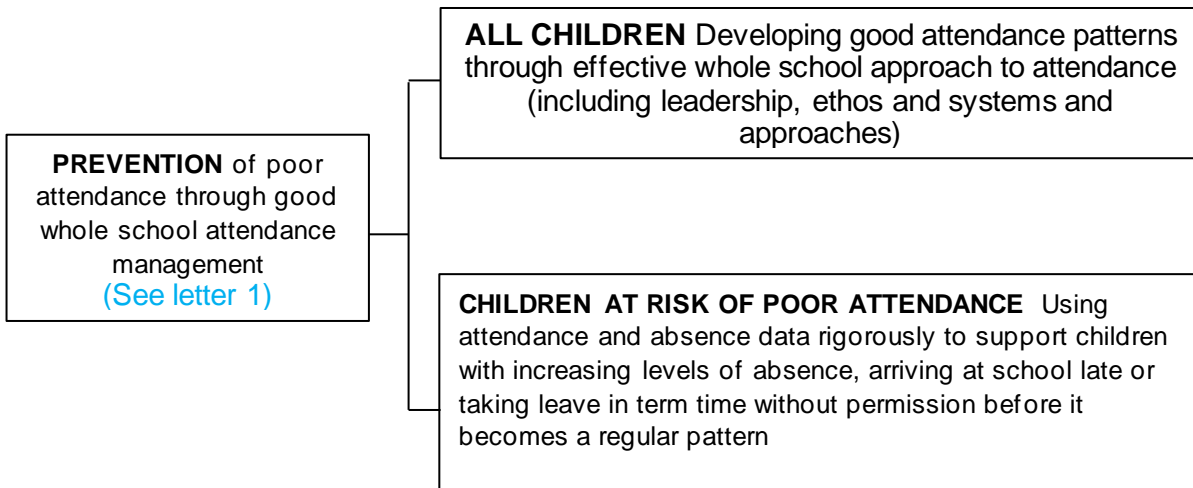 ALL CHILDREN Developing good attendance patterns
through effective whole school approach to attendance
(including leadership, ethos and systems and
approaches)
PREVENTION of poor
attendance through good
whole school attendance
management
(See letter 1)
CHILDREN AT RISK OF POOR ATTENDANCE Using
attendance and absence data rigorously to support children
with increasing levels of absence, arriving at school late or
taking leave in term time without permission before it
becomes a regular pattern